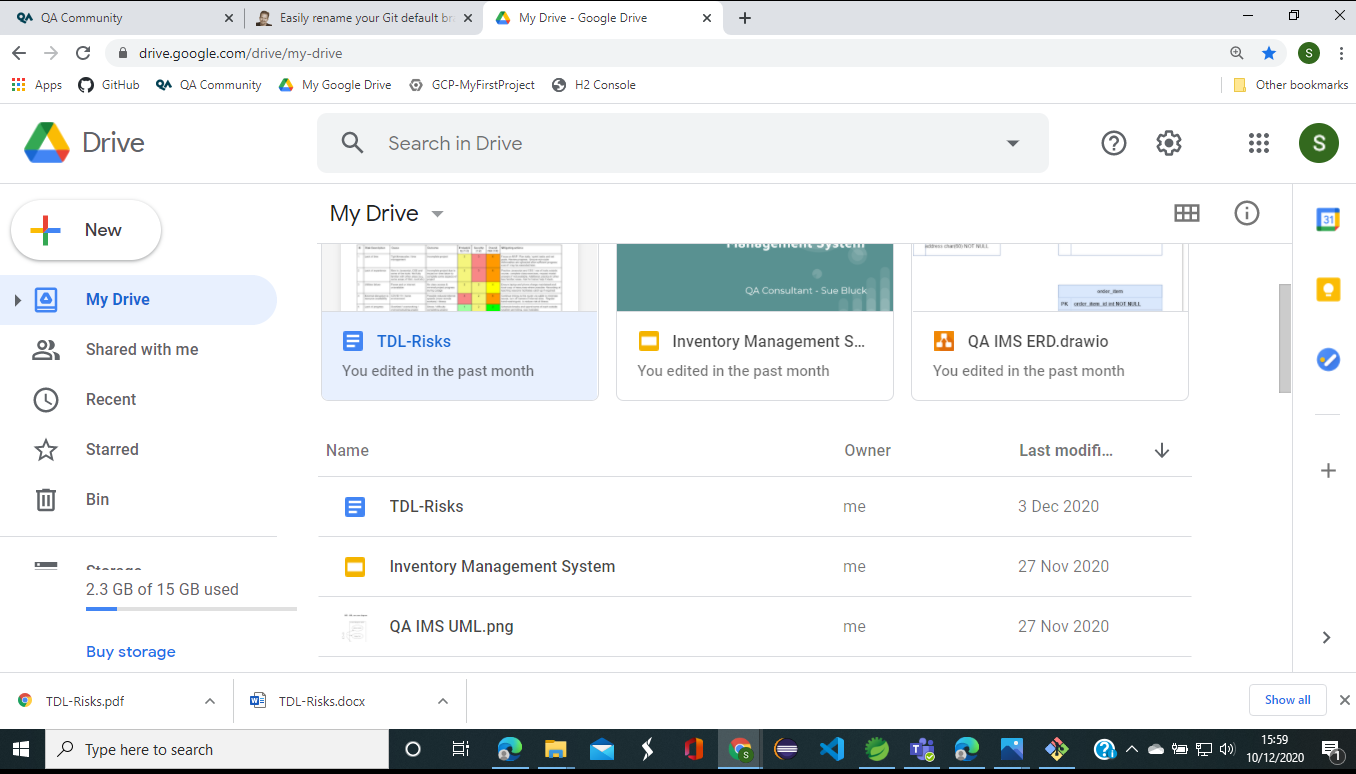 QA Community
Easily rename your Git default bra
My Drive - Google Drive
drive.google.com/drive/my-drive
S
Apps
GitHub
QA Community
My Google Drive
GCP-MyFirstProject
H2 Console
Other bookmarks
Drive
Search in Drive
S
New
My Drive
My Drive
Shared with me
Recent
Starred
Bin
Storage
2.3 GB of 15 GB used
Buy storage
Management System
QA Consultant - Sue Bluck
address char(60) NOT NULL
order_item
PK order_item_id int NOT NULL
TDL-Risks
You edited in the past month
Inventory Management S...
You edited in the past month
QA IMS ERD.drawio
You edited in the past month
Name Owner Last modifi...
TDL-Risks me 3 Dec 2020
Inventory Management System me 27 Nov 2020
QA IMS UML.png me 27 Nov 2020
31
TDL-Risks.pdf
TDL-Risks.docx
Show all
Type here to search
15:59
10/12/2020
1